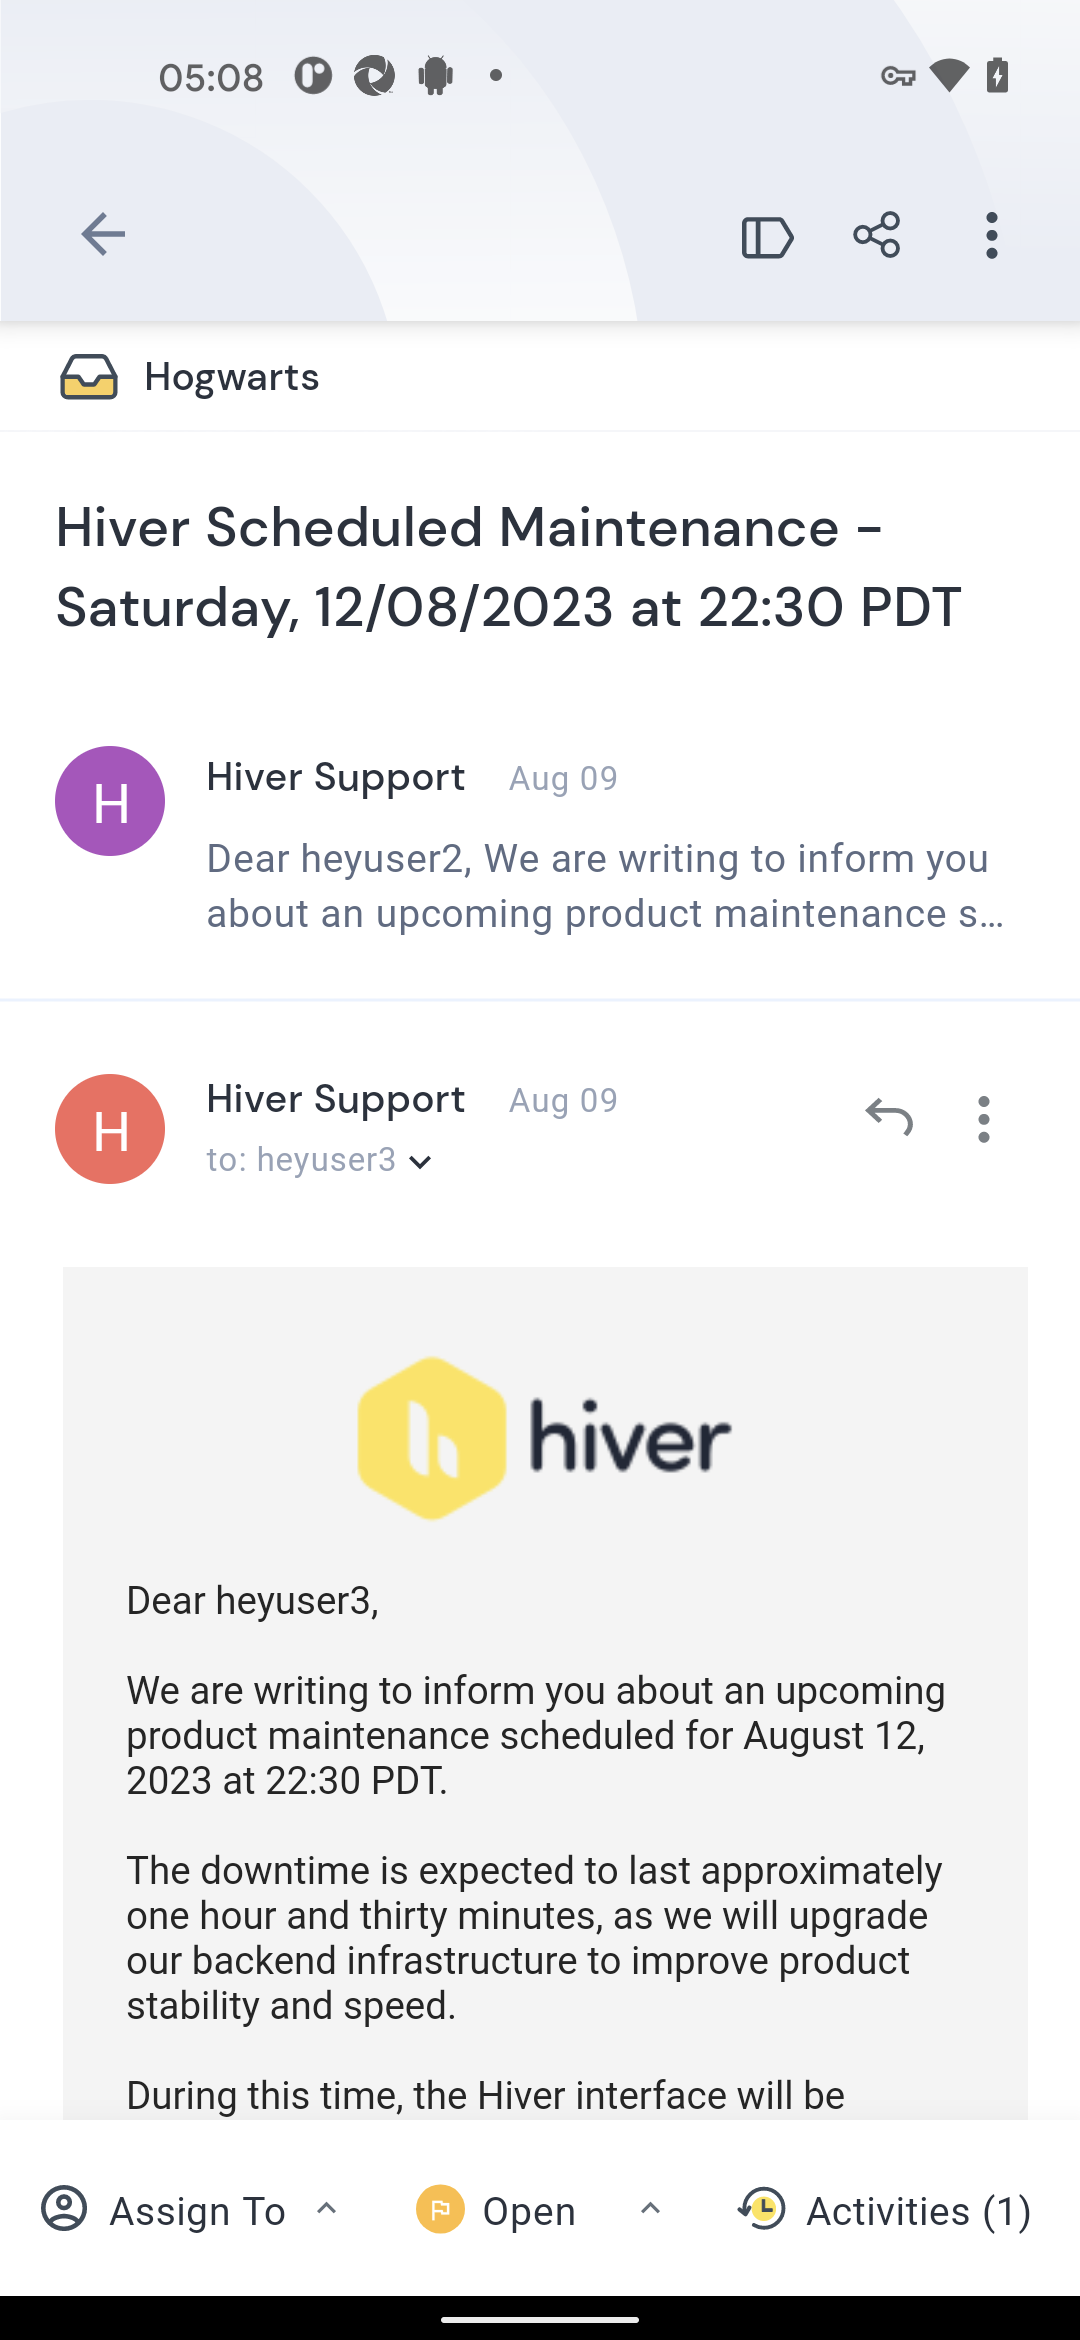 05:08
Hogwarts
Hiver Scheduled Maintenance -
Saturday, 12/08/2023 at 22:30 PDT
H
Hiver Support Aug 09
Dear heyuser2, We are writing to inform you
about an upcoming product maintenance s...
H
Hiver Support Aug 09
to: heyuser3
hiver
Dear heyuser3,
We are writing to inform you about an upcoming
product maintenance scheduled for August 12,
2023 at 22:30 PDT.
The downtime is expected to last approximately
one hour and thirty minutes, as we will upgrade
our backend infrastructure to improve product
stability and speed.
During this time, the Hiver interface will be
Assign To Open Activities (1)